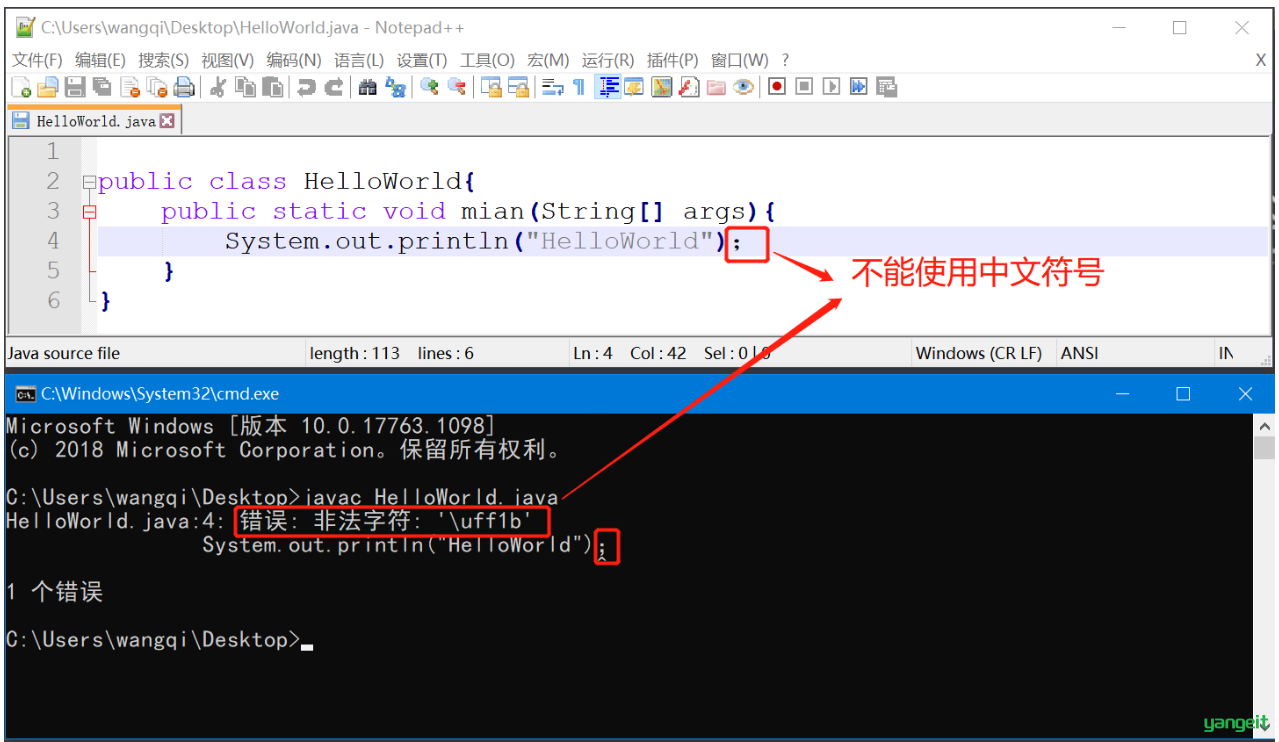 C:\Users\wangqi\Desktop\HelloWorld.java - Notepad++
文件(F) 编辑(E) 搜索(S) 视图(V) 编码(N) 语言(L) 设置(T) 工具(O) 宏(M) 运行(R) 插件(P) 窗口(W) ? X
HelloWorld.java
1
2 public class HelloWorld{
3 public static void mian(String[] args){
4 System.out.println("HelloWorld")；
5 }
6 }
不能使用中文符号
Java source file length : 113 lines : 6 Ln : 4 Col : 42 Sel : 0 | 0 Windows (CR LF) ANSI IN
C:\Windows\System32\cmd.exe
Microsoft Windows [版本 10.0.17763.1098]
(c) 2018 Microsoft Corporation。保留所有权利。
C:\Users\wangqi\Desktop>javac HelloWorld.java
HelloWorld.java:4: 错误: 非法字符: '\uff1b'
System.out.println("HelloWorld")；
^
1 个错误
C:\Users\wangqi\Desktop>
yangeit